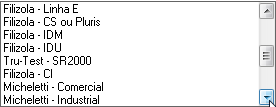 Filizola - Linha E
Filizola - CS ou Pluris
Filizola - IDM
Filizola - IDU
Tru-Test - SR2000
Filizola - CI
Micheletti - Comercial
Micheletti - Industrial